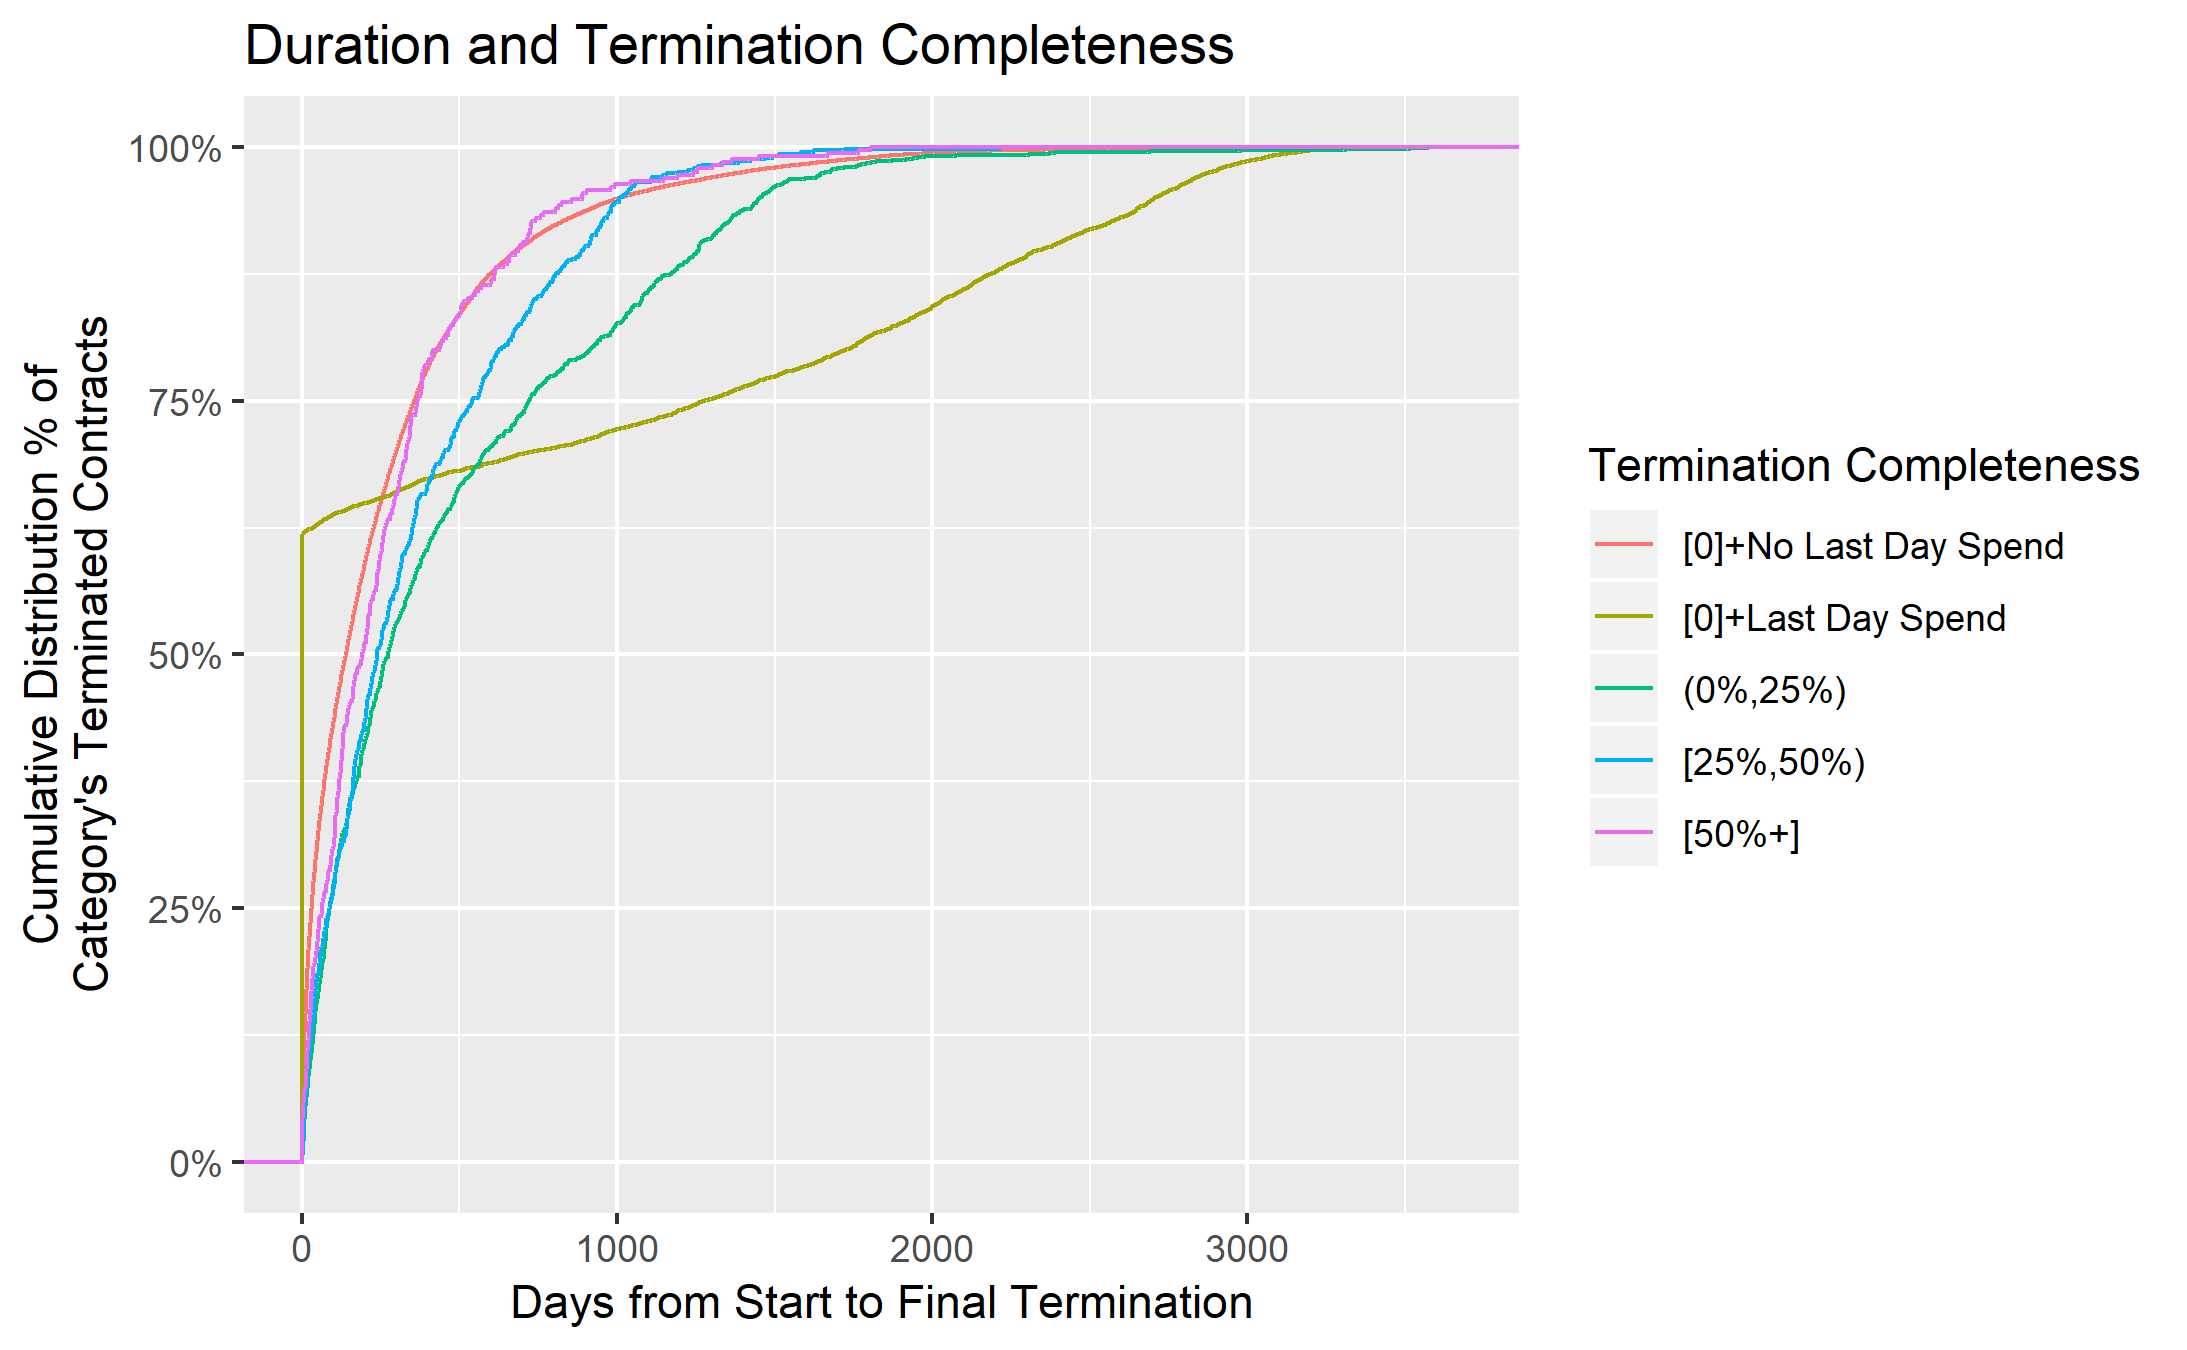 Duration and Termination Completeness
Cumulative Distribution % of
Category's Terminated Contracts
100%
75%
50%
25%
0%
0
1000
2000
3000
Days from Start to Final Termination
Termination Completeness
[0]+No Last Day Spend
[0]+Last Day Spend
(0%,25%)
[25%,50%)
[50%+]